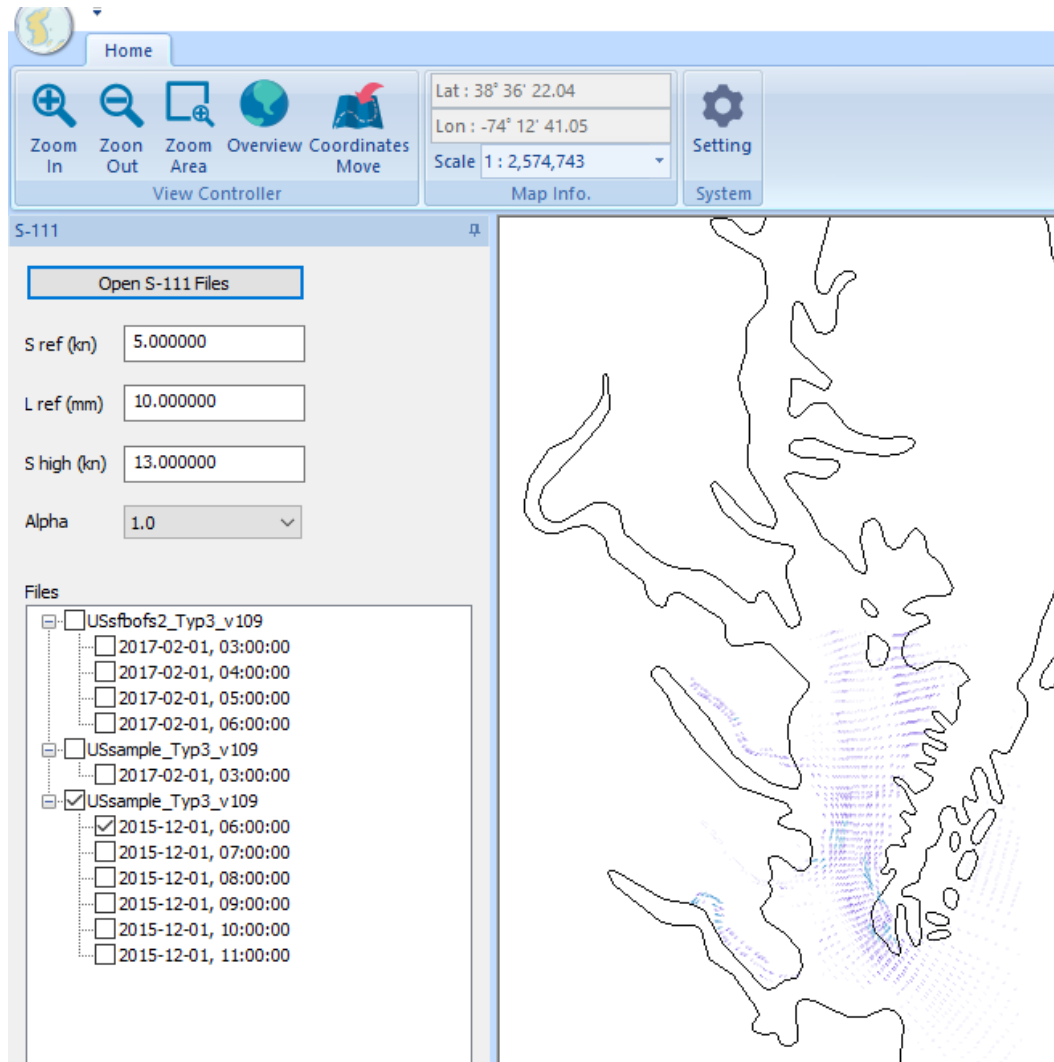 Home
Zoom In
Zoon Out
Zoom Area
Overview
Coordinates Move
View Controller
Lat : 38° 36' 22.04
Lon : -74° 12' 41.05
Scale 1 : 2,574,743
Map Info.
Setting
System
S-111
Open S-111 Files
S ref (kn) 5.000000
L ref (mm) 10.000000
S high (kn) 13.000000
Alpha 1.0
Files
USsfbofs2_Typ3_v109
2017-02-01, 03:00:00
2017-02-01, 04:00:00
2017-02-01, 05:00:00
2017-02-01, 06:00:00
USsample_Typ3_v109
2017-02-01, 03:00:00
USsample_Typ3_v109
2015-12-01, 06:00:00
2015-12-01, 07:00:00
2015-12-01, 08:00:00
2015-12-01, 09:00:00
2015-12-01, 10:00:00
2015-12-01, 11:00:00